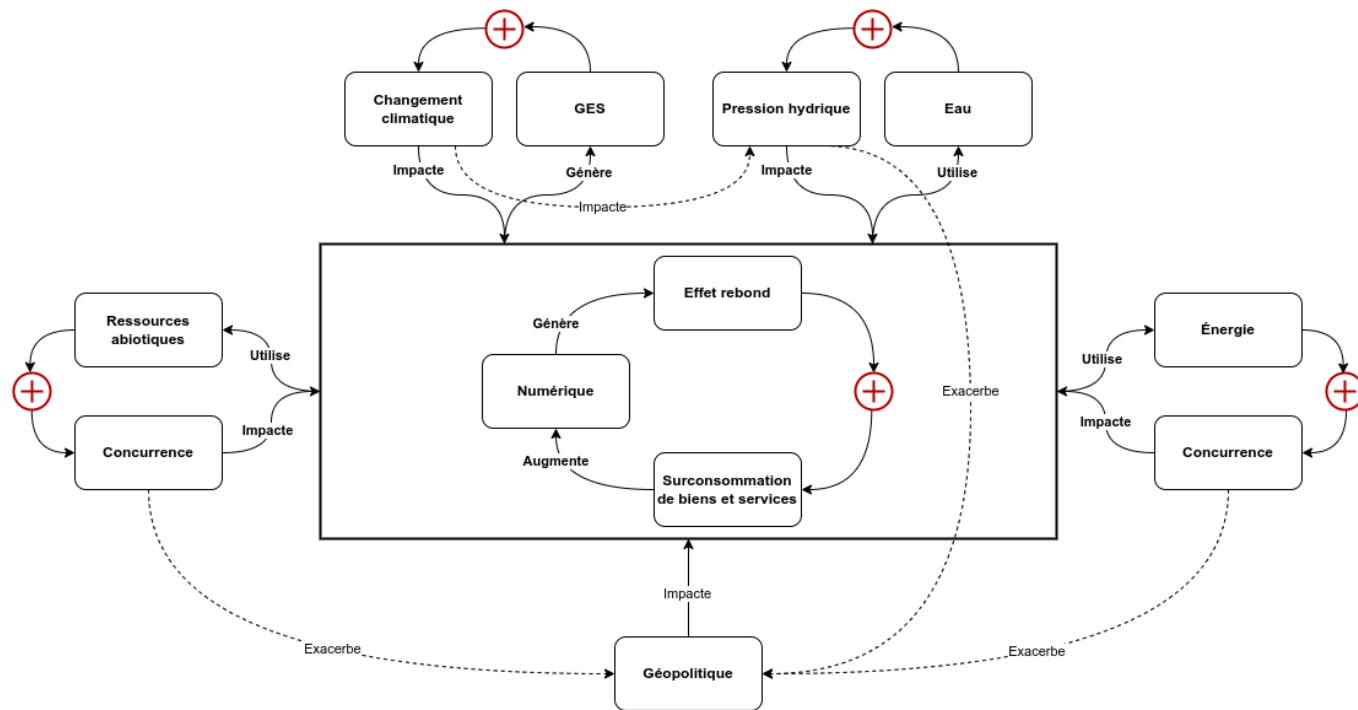 Changement
climatique
GES
Pression hydrique
Eau
Impacte
Génère
Impacte
Utilise
Impacte
Effet rebond
Ressources
abiotiques
Énergie
Génère
Utilise
Utilise
Numérique
Exacerbe
Concurrence
Impacte
Impacte
Concurrence
Augmente
Surconsommation
de biens et services
Impacte
Exacerbe
Exacerbe
Géopolitique